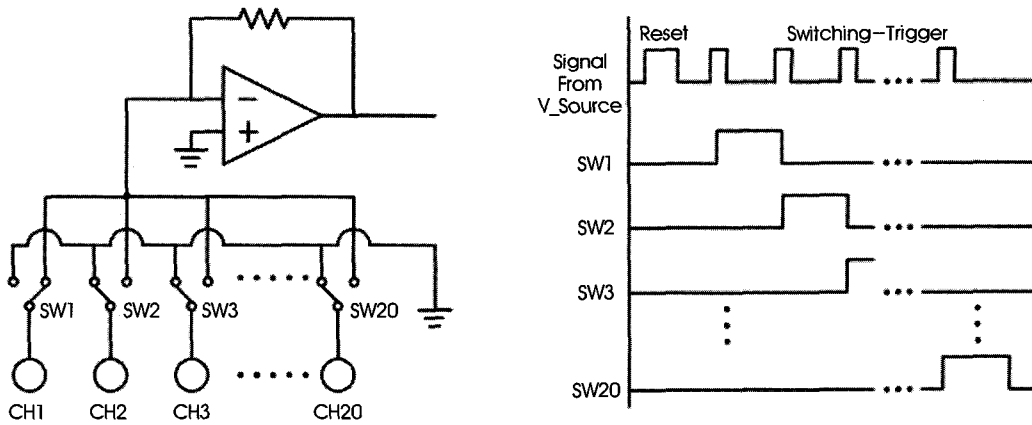 SW1 SW2 SW3 SW20
CH1 CH2 CH3 CH20
Reset Switching-Trigger
Signal
From
V_Source
SW1
SW2
SW3
SW20